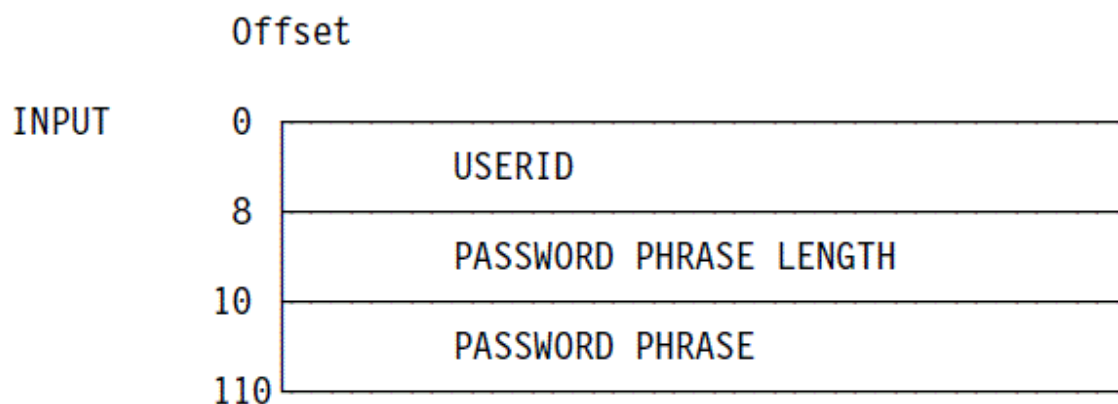 Offset
INPUT 0
USERID
8
PASSWORD PHRASE LENGTH
10
PASSWORD PHRASE
110